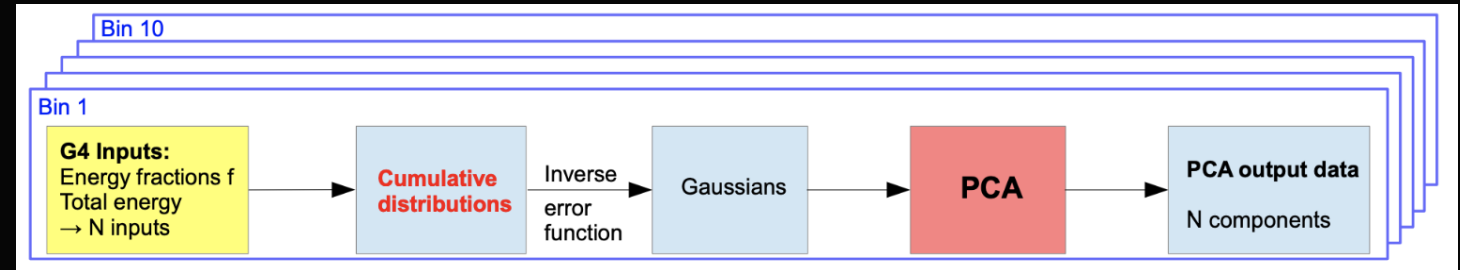 Bin 10
Bin 1
G4 Inputs:
Energy fractions f
Total energy
→ N inputs
Cumulative
distributions
Inverse
error
function
Gaussians
PCA
PCA output data
N components